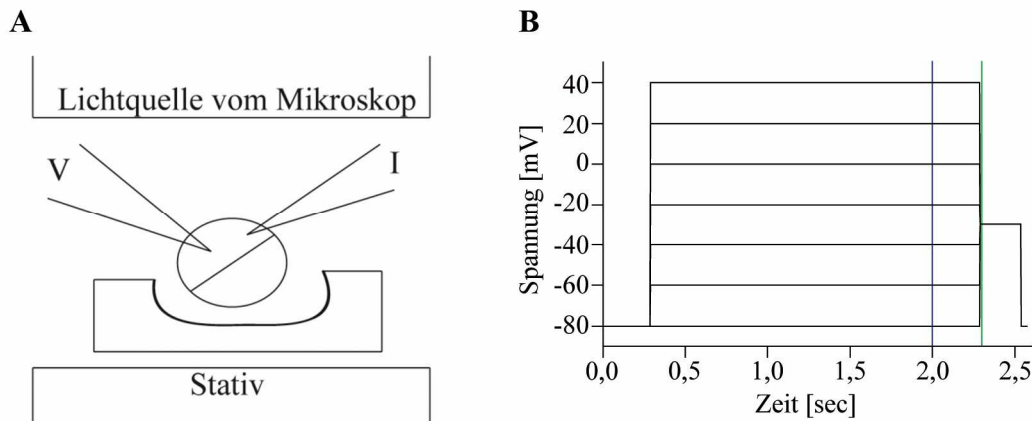 A
Lichtquelle vom Mikroskop
V
I
Stativ
B
Spannung [mV]
40
20
0
-20
-40
-60
-80
0,0
0,5
1,0
1,5
2,0
2,5
Zeit [sec]